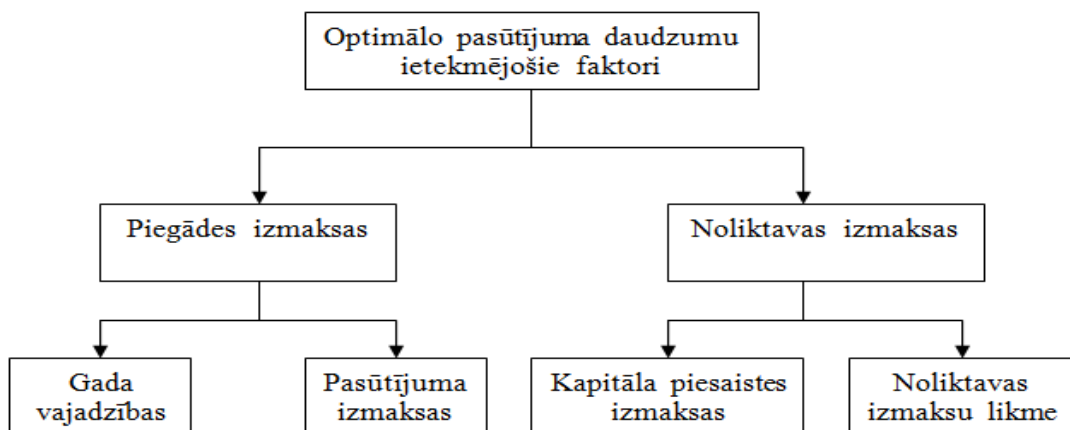 Optimālo pasūtījuma daudzumu
ietekmējošie faktori
Piegādes izmaksas
Noliktavas izmaksas
Gada
vajadzības
Pasūtījuma
izmaksas
Kapitāla piesaistes
izmaksas
Noliktavas
izmaksu likme